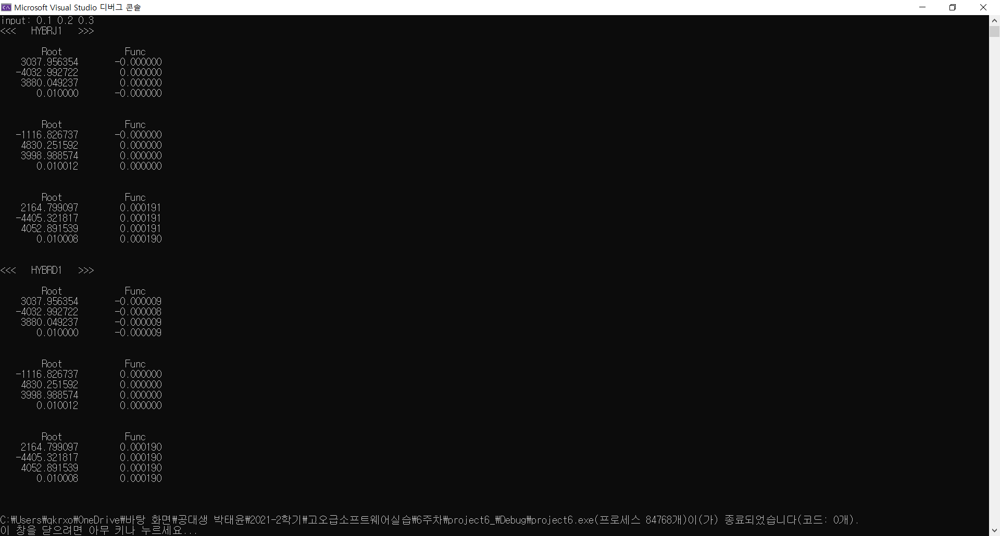 Microsoft Visual Studio 디버그 콘솔
input: 0.1 0.2 0.3
<<<   HYBRJ1   >>>
Root            Func
3037.956354       -0.000000
-4032.992722        0.000000
3880.049237        0.000000
0.010000       -0.000000
Root            Func
-1116.826737       -0.000000
4830.251592        0.000000
3998.988574        0.000000
0.010012        0.000000
Root            Func
2164.799097        0.000191
-4405.321817        0.000191
4052.891539        0.000191
0.010008        0.000190
<<<   HYBRD1   >>>
Root            Func
3037.956354       -0.000009
-4032.992722       -0.000008
3880.049237       -0.000009
0.010000       -0.000009
Root            Func
-1116.826737        0.000000
4830.251592        0.000000
3998.988574        0.000000
0.010012        0.000000
Root            Func
2164.799097        0.000190
-4405.321817        0.000190
4052.891539        0.000190
0.010008        0.000190
C:₩Users₩qkrxo₩OneDrive₩바탕 화면₩공대생 박태윤₩2021-2학기₩고오급소프트웨어실습₩6주차₩project6_₩Debug₩project6.exe(프로세스 84768개)이(가) 종료되었습니다(코드: 0개).
이 창을 닫으려면 아무 키나 누르세요...